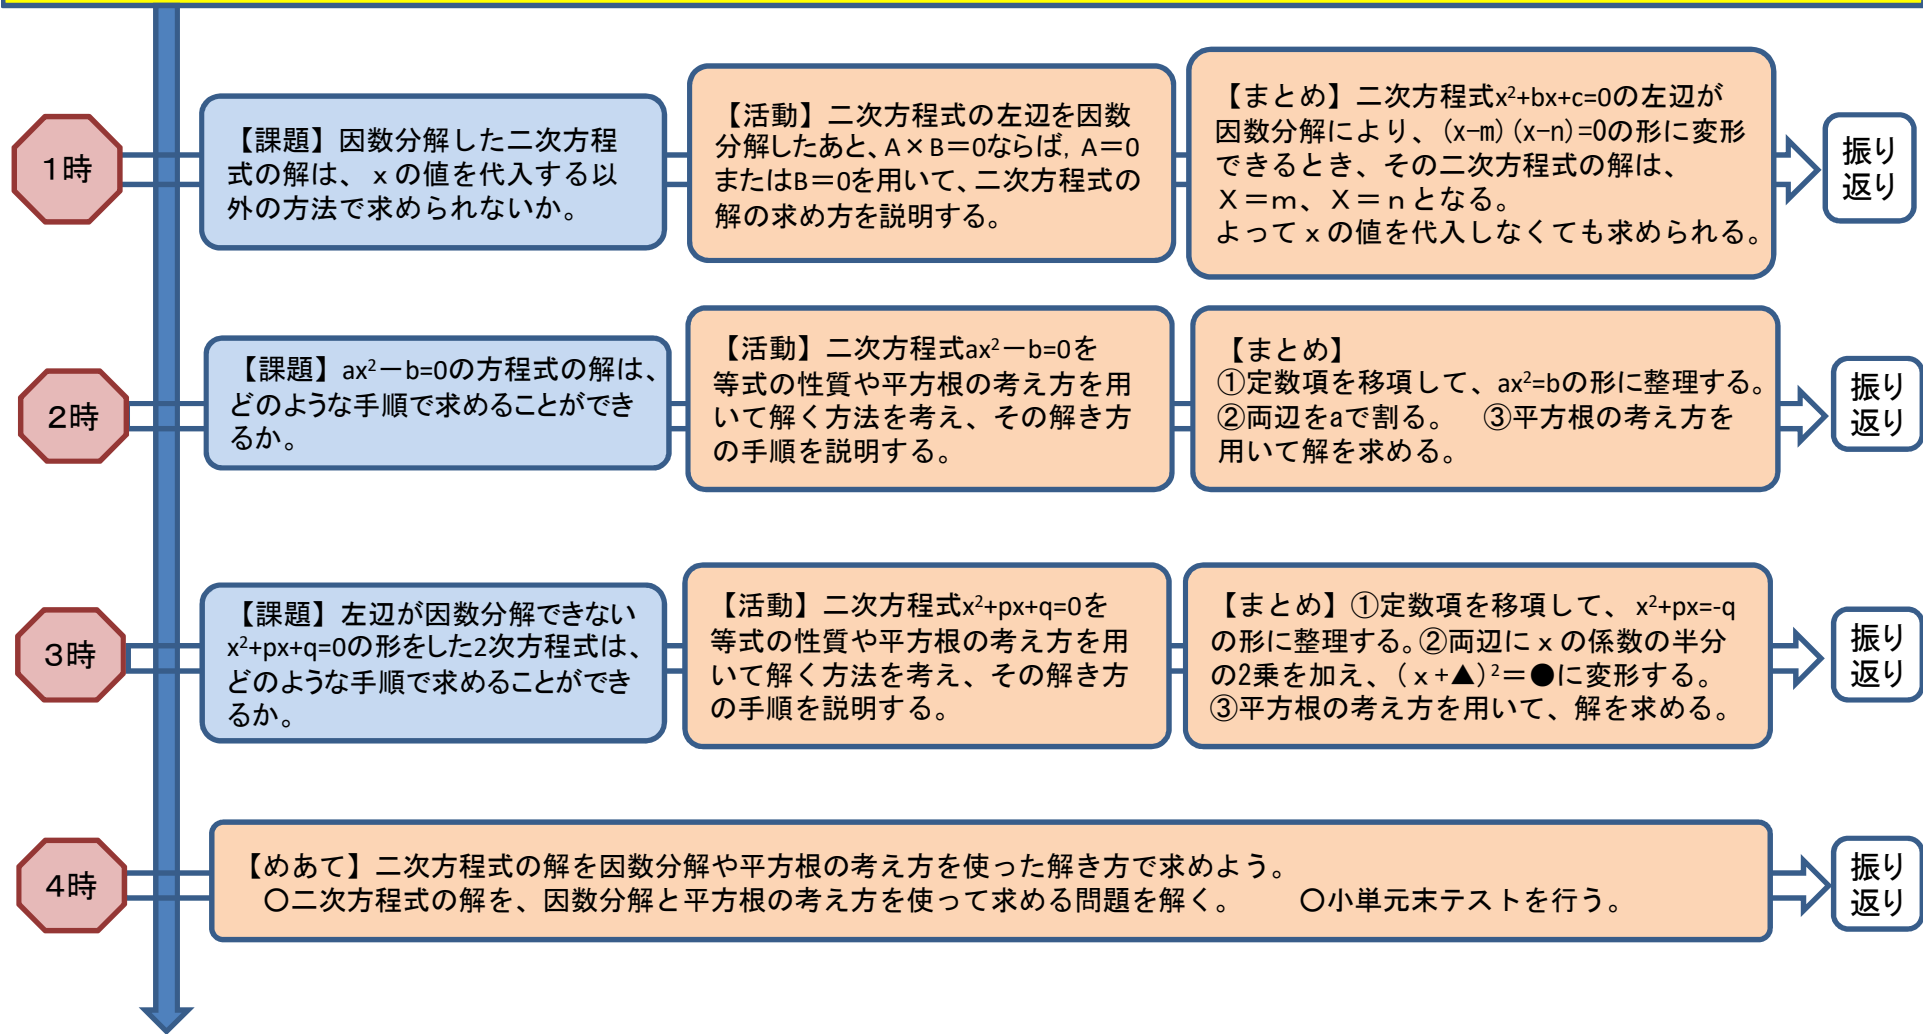 1時
【課題】因数分解した二次方程
式の解は、ｘの値を代入する以
外の方法で求められないか。
【活動】二次方程式の左辺を因数
分解したあと、A×B＝0ならば，A＝0
またはB＝0を用いて、二次方程式の
解の求め方を説明する。
【まとめ】二次方程式x²+bx+c=0の左辺が
因数分解により、(x−m)(x−n)=0の形に変形
できるとき、その二次方程式の解は、
Ｘ＝ｍ、Ｘ＝ｎとなる。
よってｘの値を代入しなくても求められる。
振り
返り
2時
【課題】ax²－b=0の方程式の解は、
どのような手順で求めることができ
るか。
【活動】二次方程式ax²－b=0を
等式の性質や平方根の考え方を用
いて解く方法を考え、その解き方
の手順を説明する。
【まとめ】
①定数項を移項して、ax²=bの形に整理する。
②両辺をaで割る。　③平方根の考え方を
用いて解を求める。
振り
返り
3時
【課題】左辺が因数分解できない
x²+px+q=0の形をした2次方程式は、
どのような手順で求めることができ
るか。
【活動】二次方程式x²+px+q=0を
等式の性質や平方根の考え方を用
いて解く方法を考え、その解き方
の手順を説明する。
【まとめ】①定数項を移項して、x²+px=-q
の形に整理する。②両辺にｘの係数の半分
の2乗を加え、(ｘ+▲)²＝●に変形する。
③平方根の考え方を用いて、解を求める。
振り
返り
4時
【めあて】二次方程式の解を因数分解や平方根の考え方を使った解き方で求めよう。
〇二次方程式の解を、因数分解と平方根の考え方を使って求める問題を解く。　〇小単元末テストを行う。
振り
返り